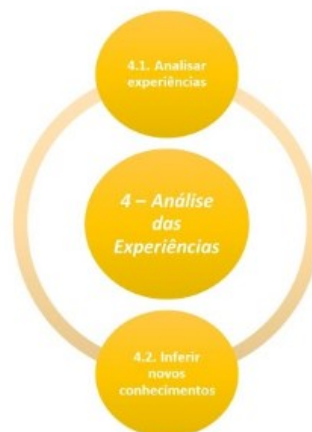 4.1. Analisar
experiências
4 – Análise
das
Experiências
4.2. Inferir
novos
conhecimentos